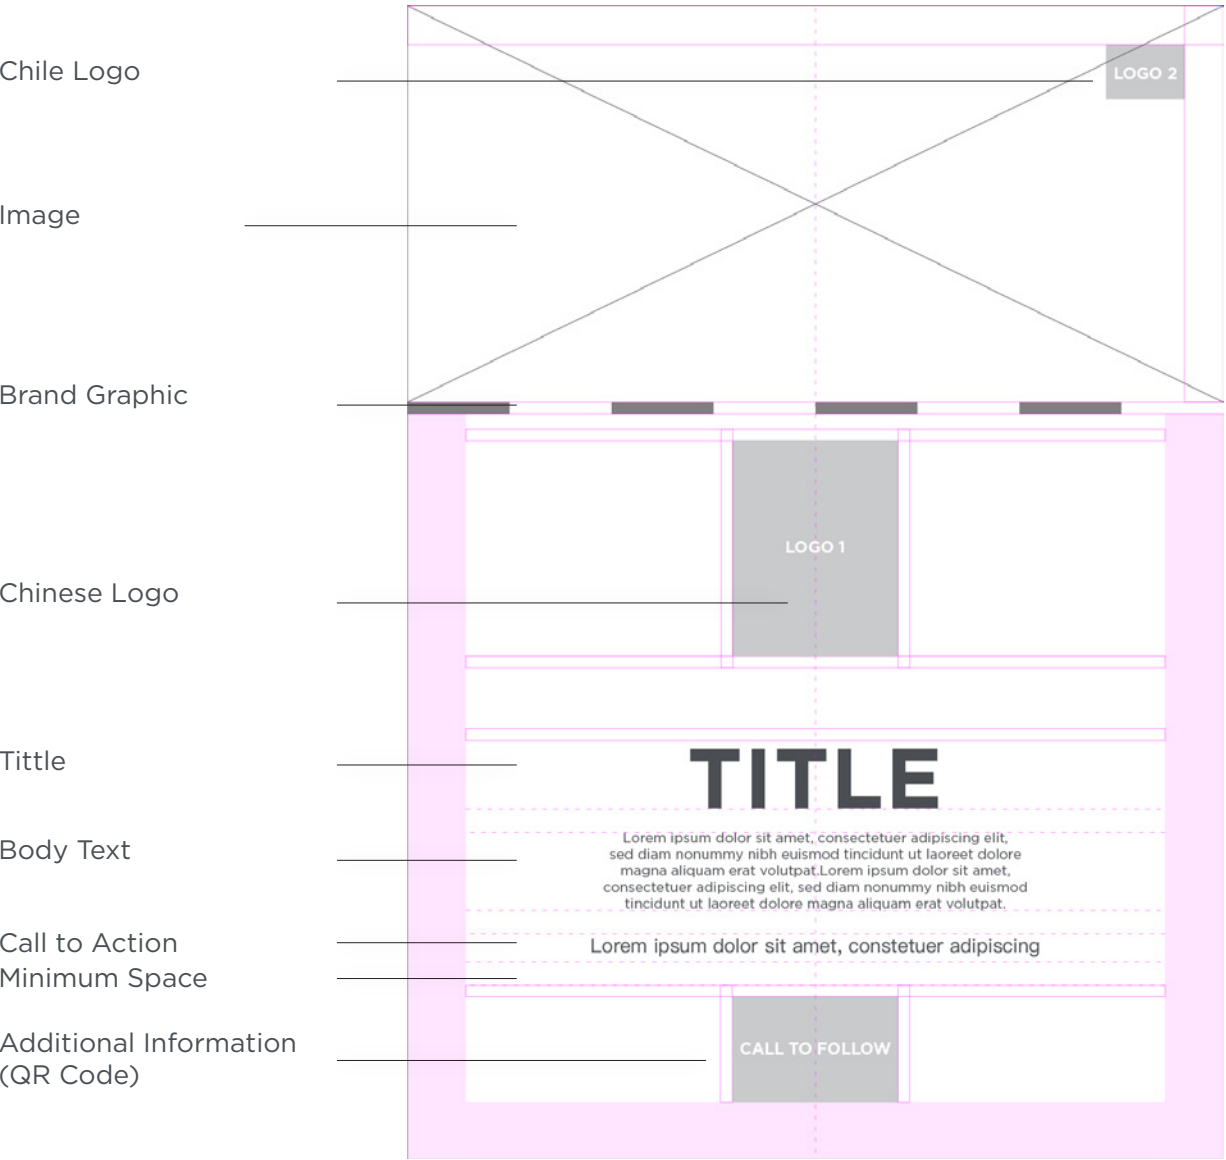 Chile Logo
LOGO 2
Image
Brand Graphic
LOGO 1
Chinese Logo
Tittle
TITLE
Body Text
Lorem ipsum dolor sit amet, consectetuer adipiscing elit,
sed diam nonummy nibh euismod tincidunt ut laoreet dolore
magna aliquam erat volutpat.Lorem ipsum dolor sit amet,
consectetuer adipiscing elit, sed diam nonummy nibh euismod
tincidunt ut laoreet dolore magna aliquam erat volutpat.
Call to Action
Lorem ipsum dolor sit amet, constetuer adipiscing
Minimum Space
Additional Information
(QR Code)
CALL TO FOLLOW